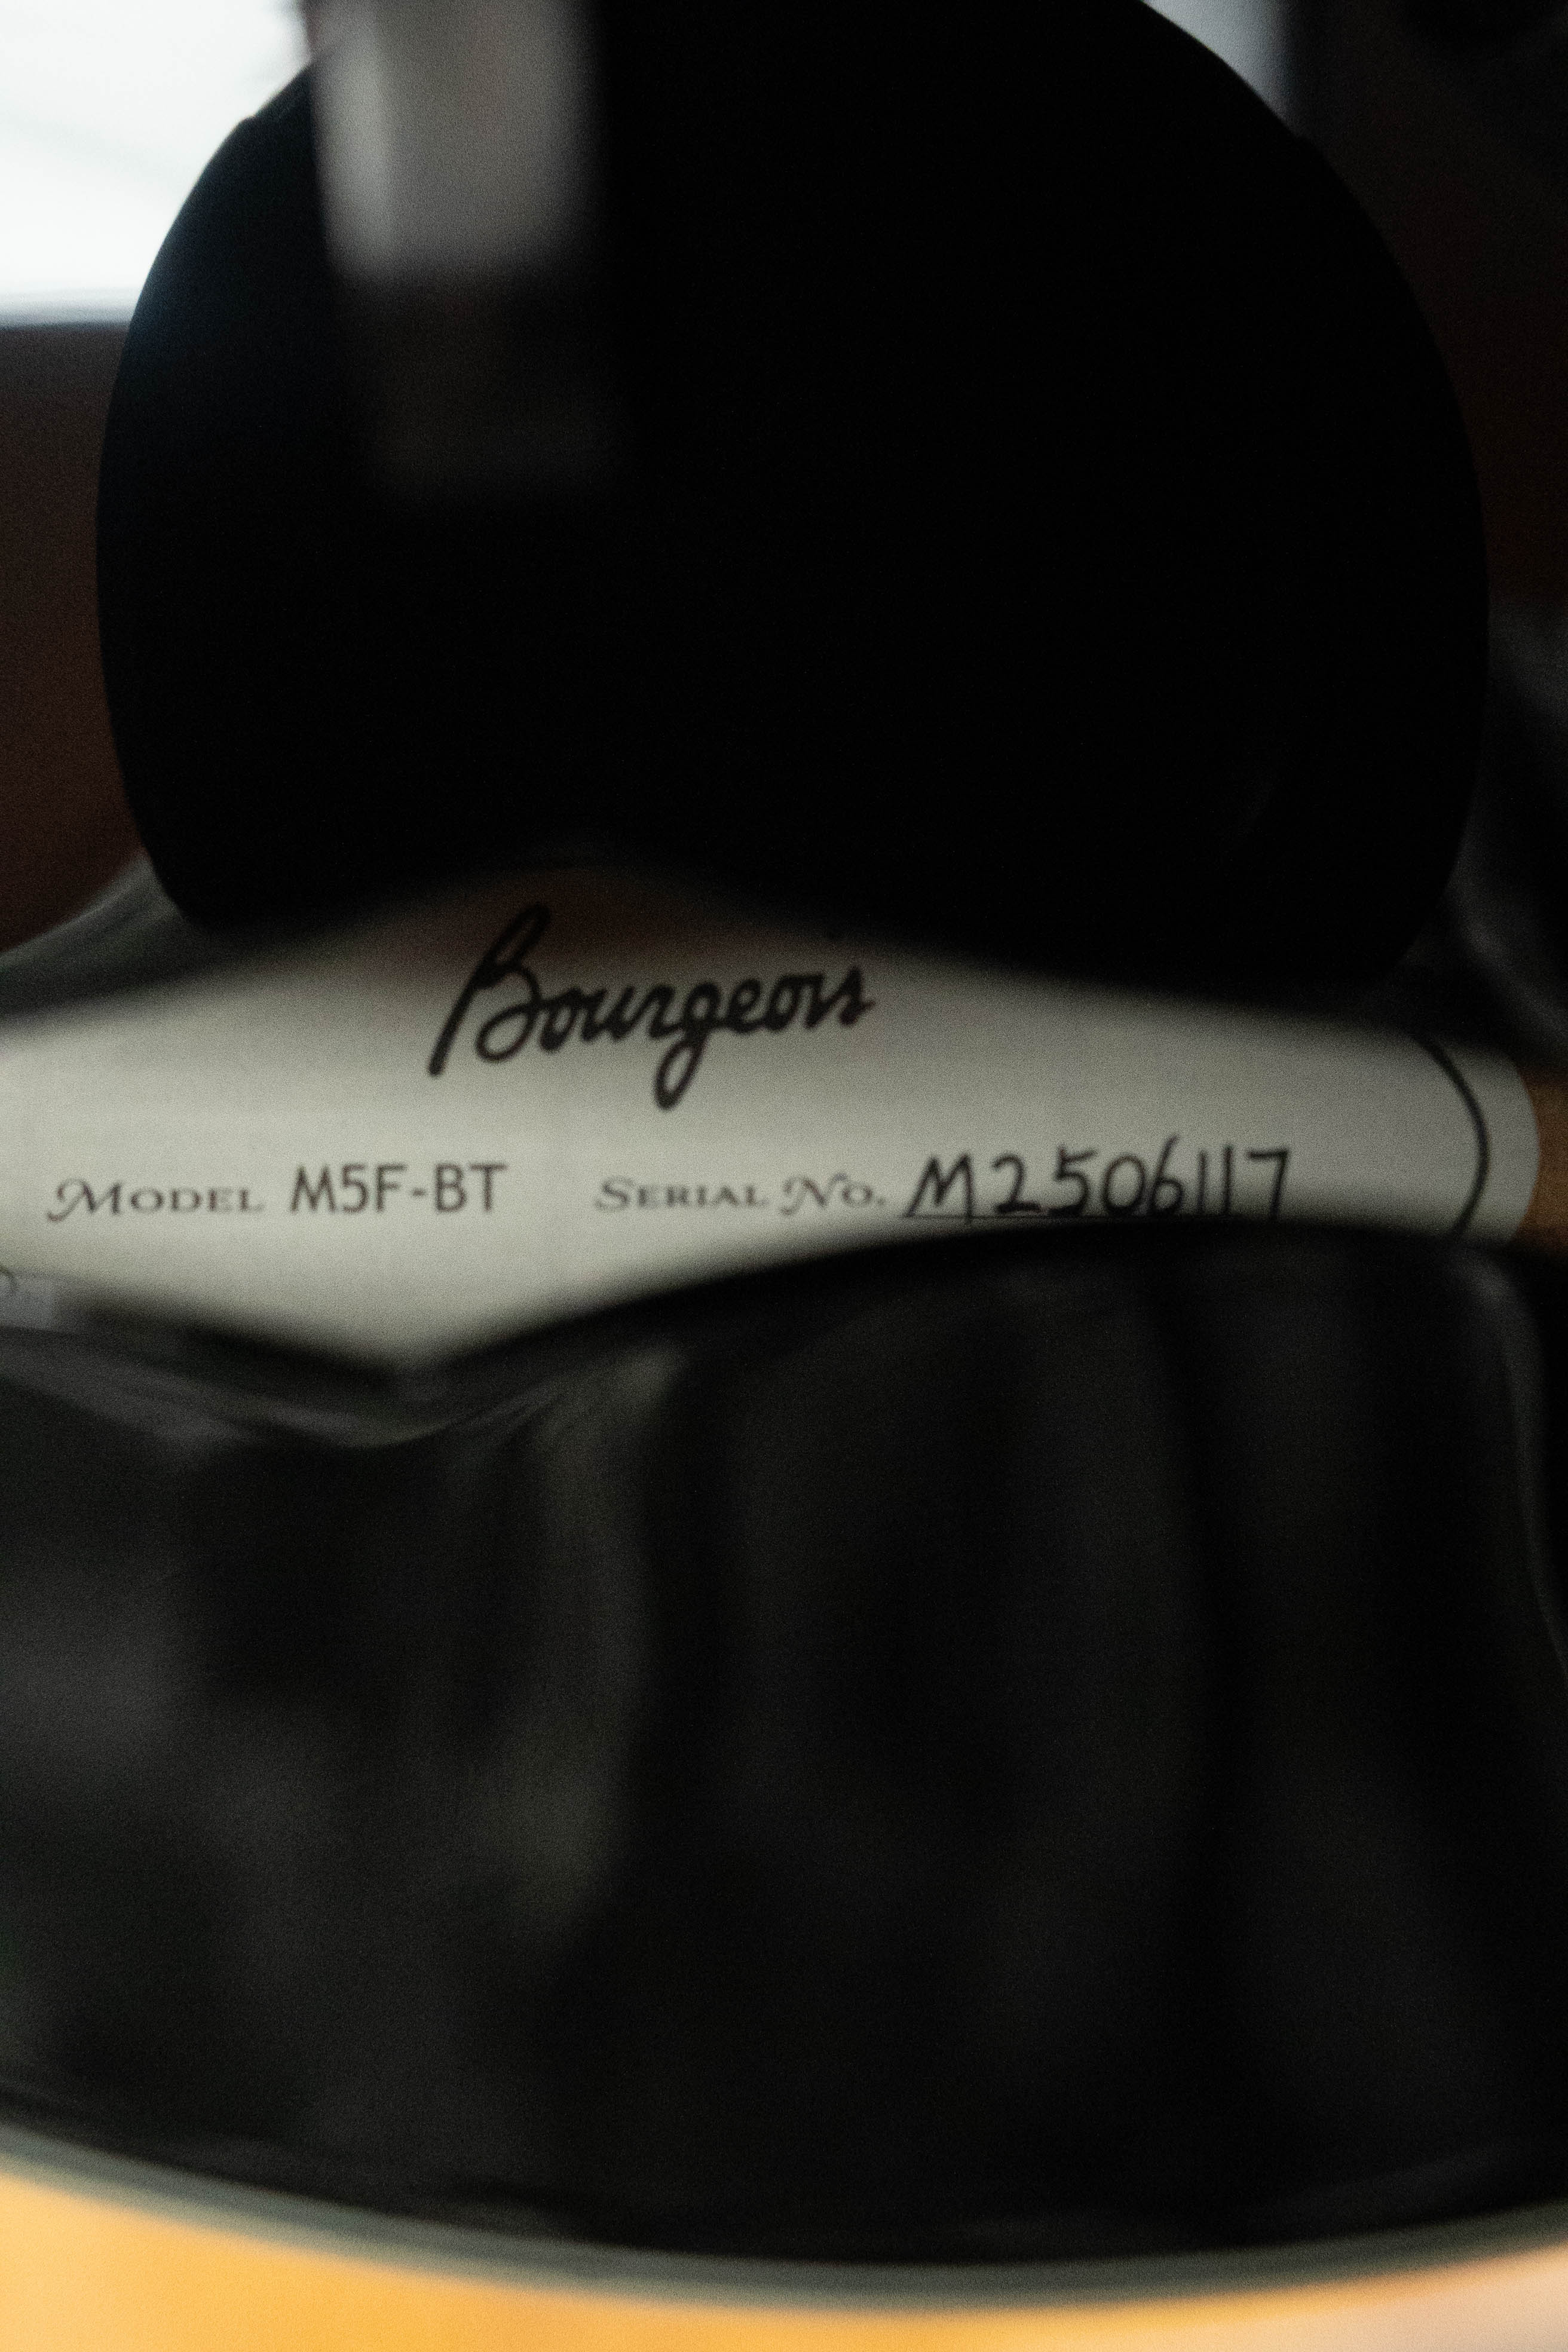 Bourgeois
MODEL M5F-BT SERIAL NO. M2506117